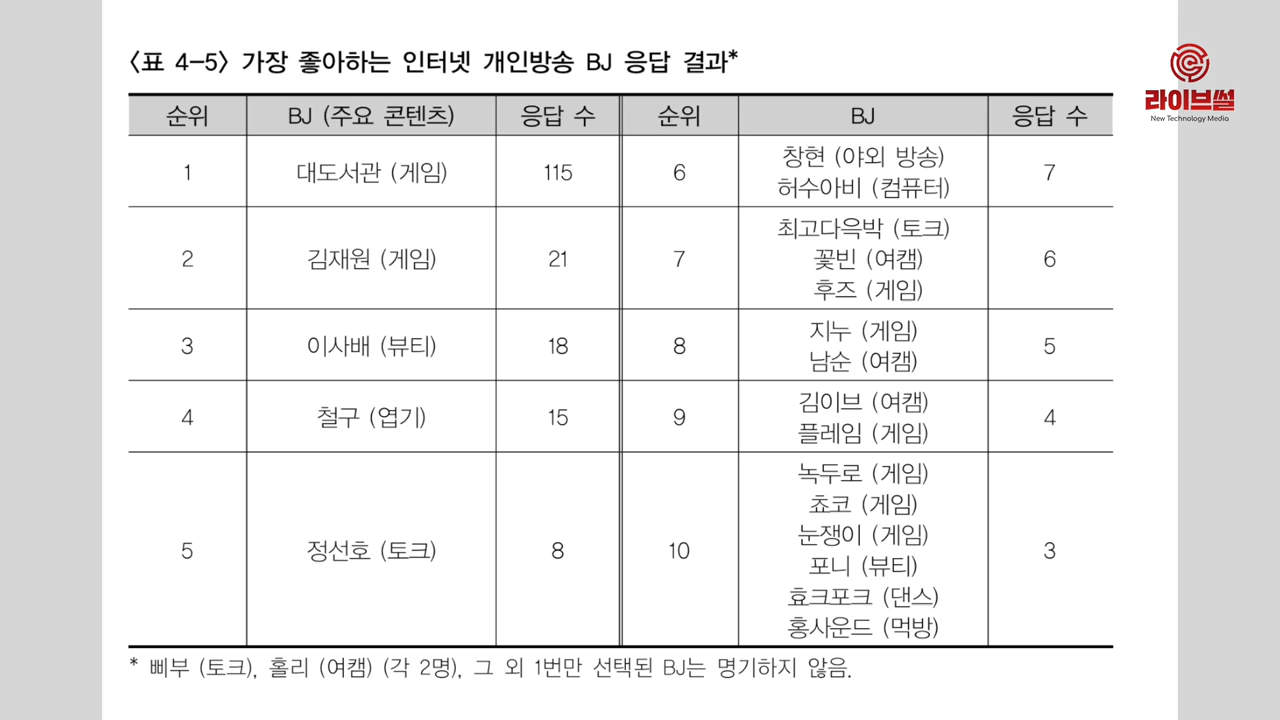 <표 4-5> 가장 좋아하는 인터넷 개인방송 BJ 응답 결과*
라이브썰
New Technology Media
순위 BJ (주요 콘텐츠) 응답 수 순위 BJ 응답 수
1 대도서관 (게임) 115 6 창현 (야외 방송) 7
허수아비 (컴퓨터)
2 김재원 (게임) 21 7 최고다윽박 (토크) 6
꽃빈 (여캠)
후즈 (게임)
3 이사배 (뷰티) 18 8 지누 (게임) 5
남순 (여캠)
4 철구 (엽기) 15 9 김이브 (여캠) 4
플레임 (게임)
5 정선호 (토크) 8 10 녹두로 (게임) 3
쵸코 (게임)
눈쟁이 (게임)
포니 (뷰티)
효크포크 (댄스)
홍사운드 (먹방)
* 삐부 (토크), 홀리 (여캠) (각 2명), 그 외 1번만 선택된 BJ는 명기하지 않음.